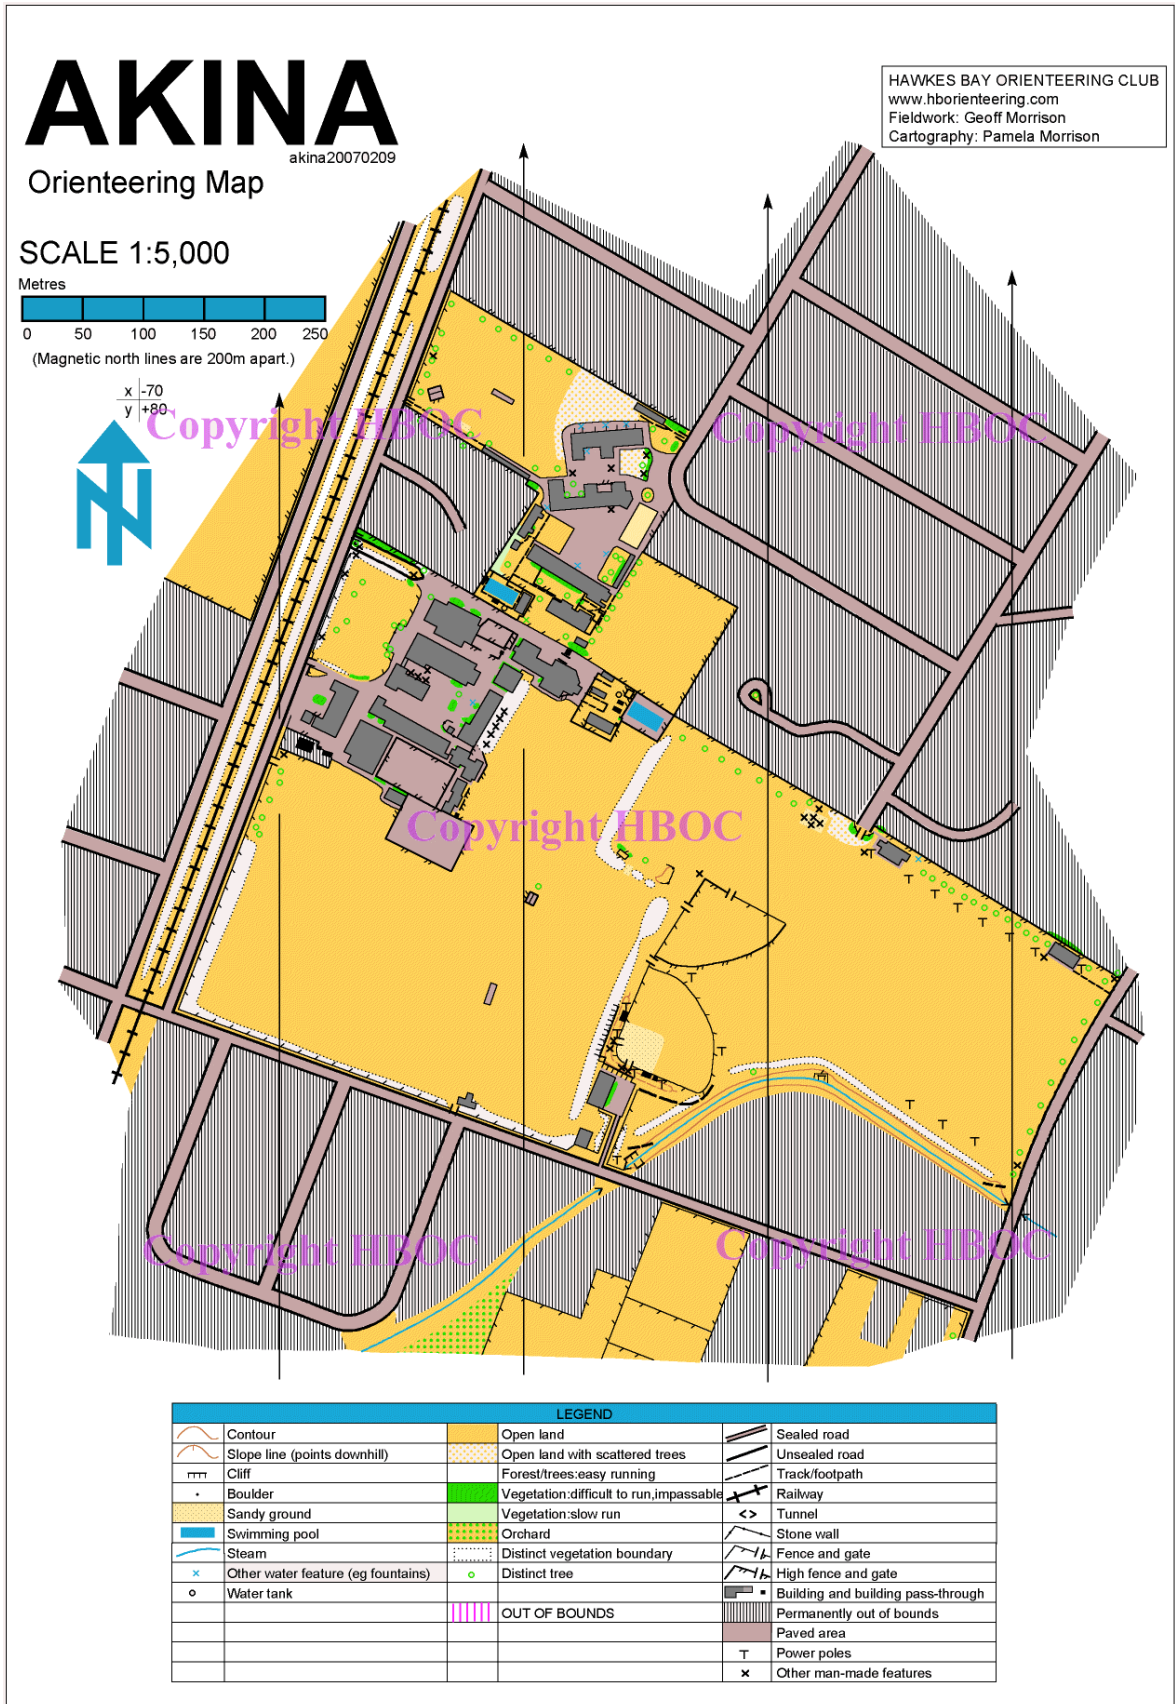 AKINA
akina20070209
Orienteering Map
HAWKES BAY ORIENTEERING CLUB
www.hborienteering.com
Fieldwork: Geoff Morrison
Cartography: Pamela Morrison
SCALE 1:5,000
Metres
0 50 100 150 200 250
(Magnetic north lines are 200m apart.)
x -70
y +80
N
Copyright HBOC
Copyright HBOC
Copyright HBOC
Copyright HBOC
Copyright HBOC
LEGEND
Contour
Slope line (points downhill)
Cliff
Boulder
Sandy ground
Swimming pool
Steam
Other water feature (eg fountains)
Water tank
Open land
Open land with scattered trees
Forest/trees:easy running
Vegetation:difficult to run,impassable
Vegetation:slow run
Orchard
Distinct vegetation boundary
Distinct tree
OUT OF BOUNDS
Sealed road
Unsealed road
Track/footpath
Railway
Tunnel
Stone wall
Fence and gate
High fence and gate
Building and building pass-through
Permanently out of bounds
Paved area
Power poles
Other man-made features